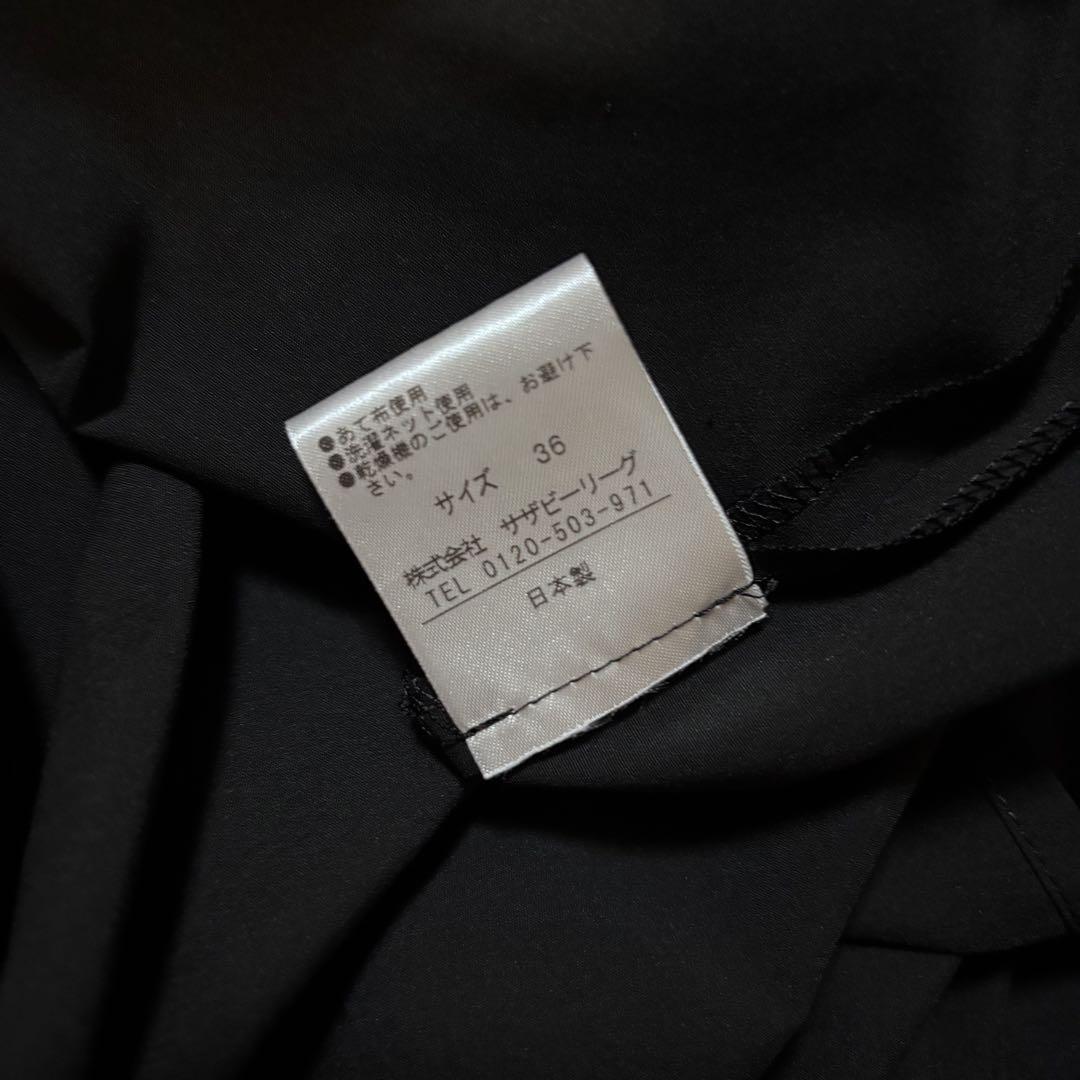 ●あて布使用
●洗濯ネット使用
●乾燥機のご使用は、お避け下
さい。
サイズ 36
株式会社 サザビーリーグ
TEL 0120-503-971
日本製